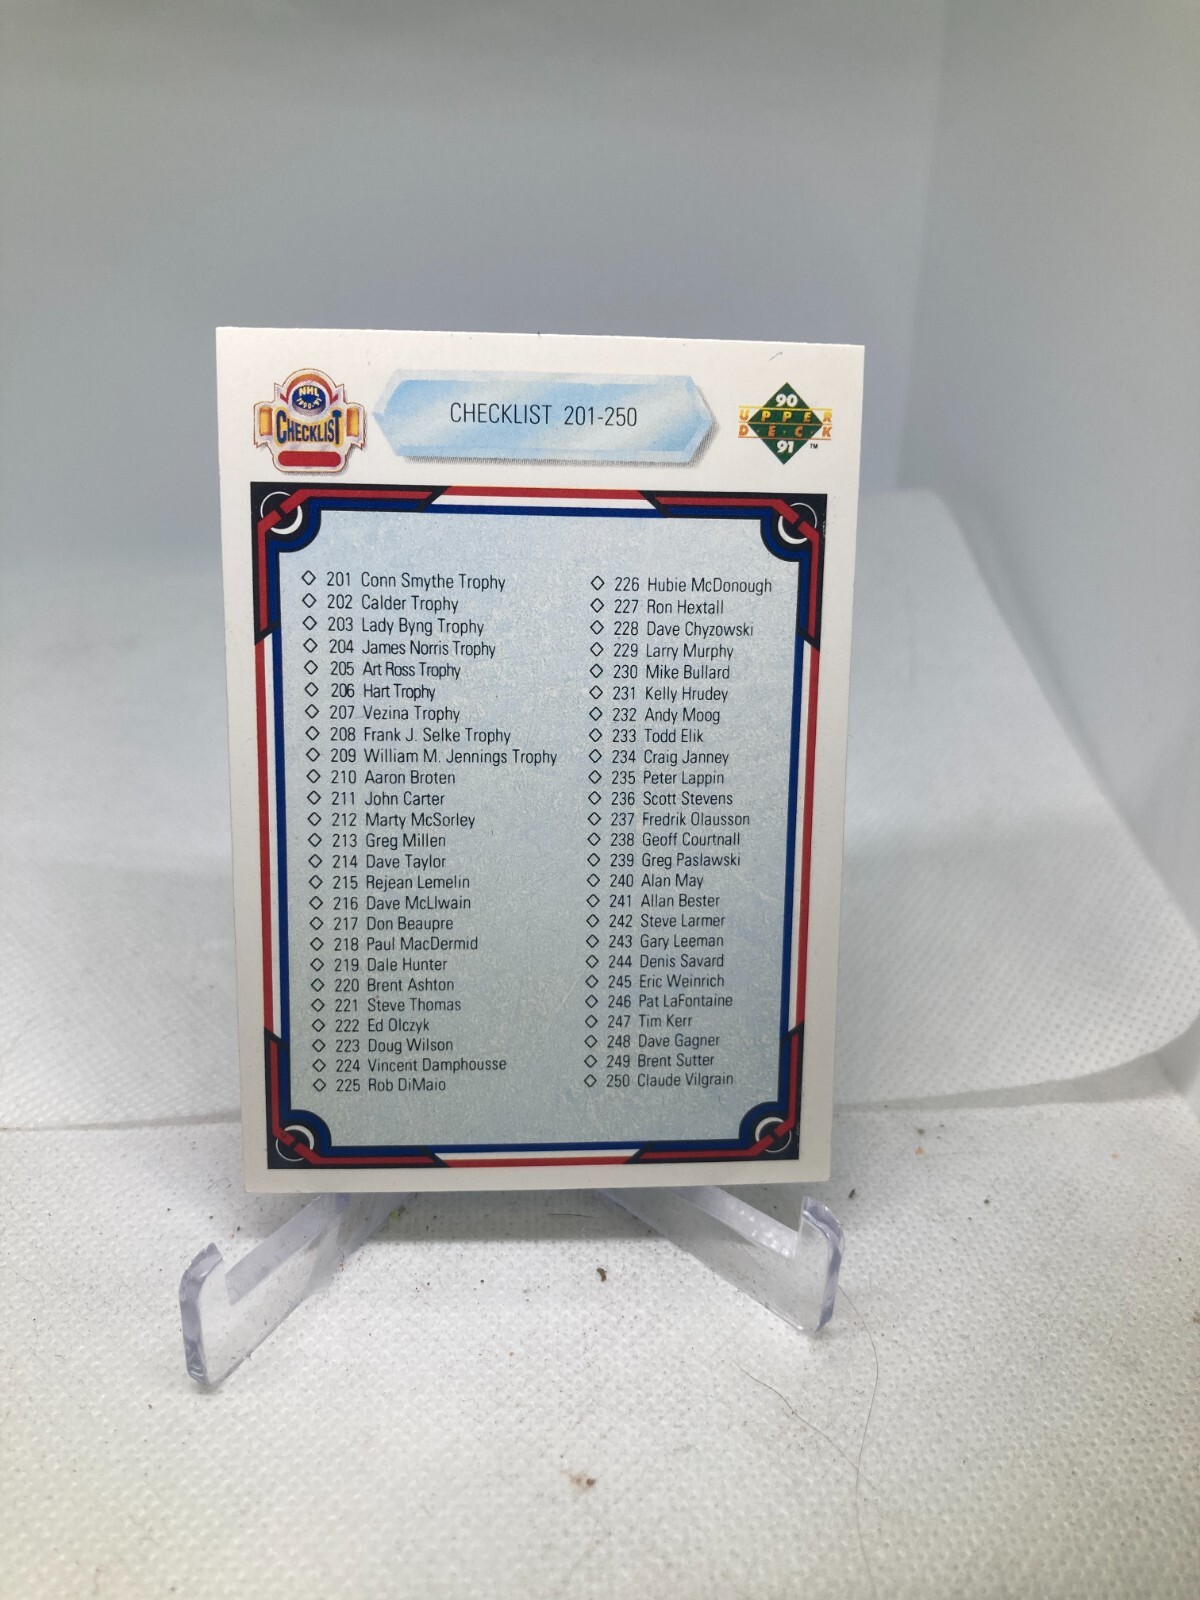 NHL
1990-91
CHECKLIST
CHECKLIST 201-250
90
UPPER
DECK
91
TM
201 Conn Smythe Trophy
202 Calder Trophy
203 Lady Byng Trophy
204 James Norris Trophy
205 Art Ross Trophy
206 Hart Trophy
207 Vezina Trophy
208 Frank J. Selke Trophy
209 William M. Jennings Trophy
210 Aaron Broten
211 John Carter
212 Marty McSorley
213 Greg Millen
214 Dave Taylor
215 Rejean Lemelin
216 Dave McLlwain
217 Don Beaupre
218 Paul MacDermid
219 Dale Hunter
220 Brent Ashton
221 Steve Thomas
222 Ed Olczyk
223 Doug Wilson
224 Vincent Damphousse
225 Rob DiMaio
226 Hubie McDonough
227 Ron Hextall
228 Dave Chyzowski
229 Larry Murphy
230 Mike Bullard
231 Kelly Hrudey
232 Andy Moog
233 Todd Elik
234 Craig Janney
235 Peter Lappin
236 Scott Stevens
237 Fredrik Olausson
238 Geoff Courtnall
239 Greg Paslawski
240 Alan May
241 Allan Bester
242 Steve Larmer
243 Gary Leeman
244 Denis Savard
245 Eric Weinrich
246 Pat LaFontaine
247 Tim Kerr
248 Dave Gagner
249 Brent Sutter
250 Claude Vilgrain